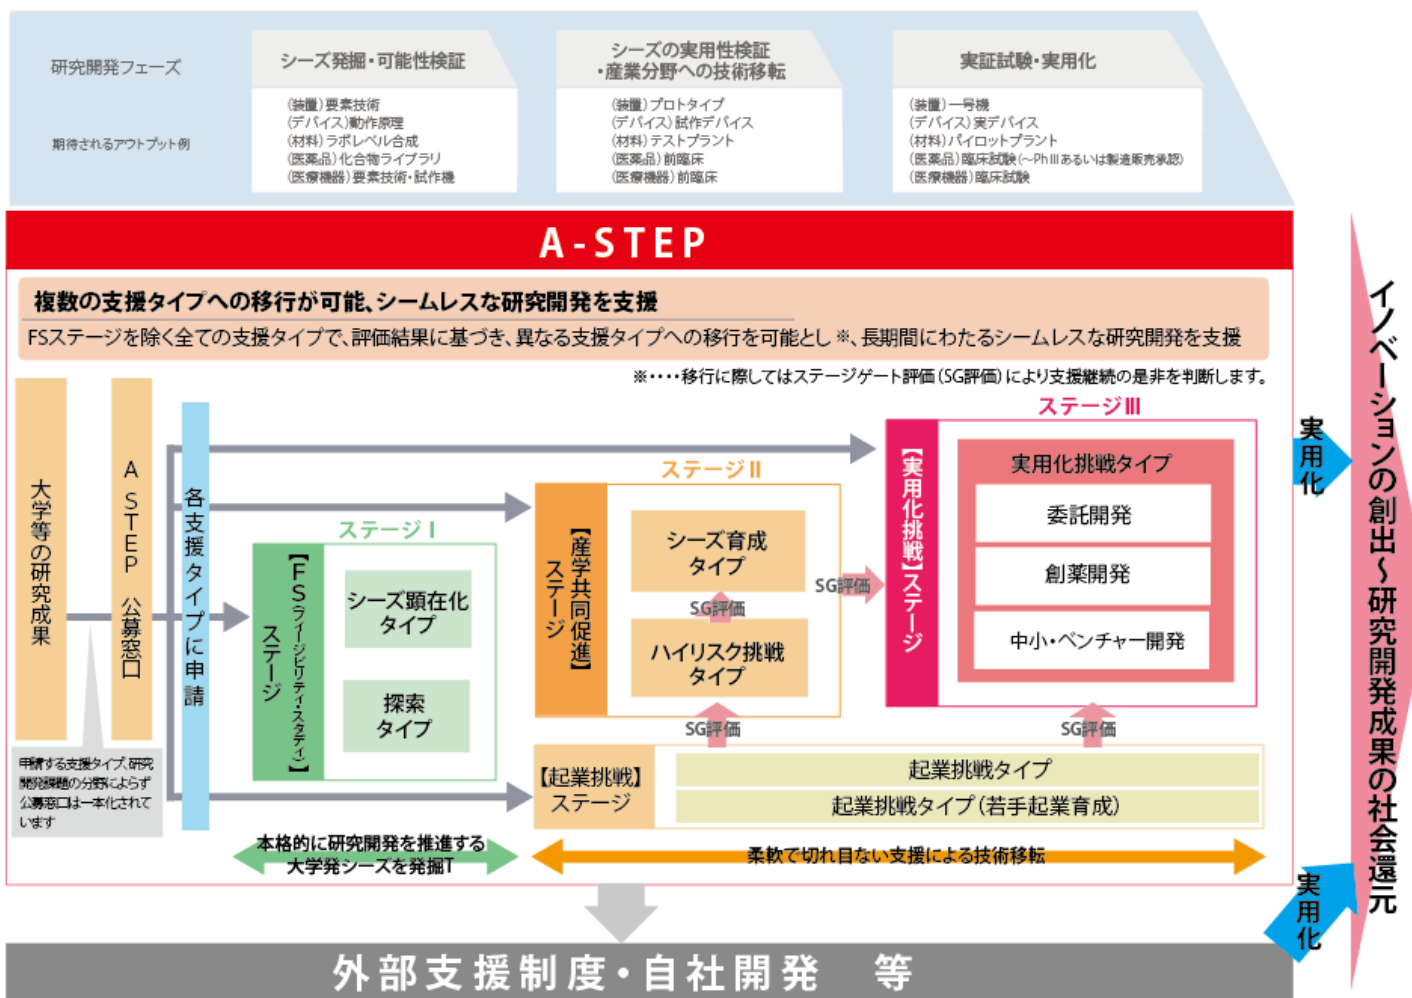 研究開発フェーズ
シーズ発掘・可能性検証
シーズの実用性検証
・産業分野への技術移転
実証試験・実用化
期待されるアウトプット例
(装置)要素技術
(デバイス)動作原理
(材料)ラボレベル合成
(医薬品)化合物ライブラリ
(医療機器)要素技術・試作機
(装置)プロトタイプ
(デバイス)試作デバイス
(材料)テストプラント
(医薬品)前臨床
(医療機器)前臨床
(装置)一号機
(デバイス)実デバイス
(材料)パイロットプラント
(医薬品)臨床試験(～PhⅢあるいは製造販売承認)
(医療機器)臨床試験
A-STEP
複数の支援タイプへの移行が可能、シームレスな研究開発を支援
FSステージを除く全ての支援タイプで、評価結果に基づき、異なる支援タイプへの移行を可能とし※、長期間にわたるシームレスな研究開発を支援
※・・・・移行に際してはステージゲート評価(SG評価)により支援継続の是非を判断します。
大学等の研究成果
A STEP 公募窓口
各支援タイプに申請
申請する支援タイプ、研究
開発課題の分野によらず
公募窓口は一本化されて
います
ステージⅠ
【FS(フィージビリティ・スタディ)】
ステージ
シーズ顕在化
タイプ
探索
タイプ
ステージⅡ
【産学共同促進】
ステージ
シーズ育成
タイプ
SG評価
ハイリスク挑戦
タイプ
SG評価
SG評価
ステージⅢ
【実用化挑戦】ステージ
実用化挑戦タイプ
委託開発
創薬開発
中小・ベンチャー開発
SG評価
【起業挑戦】
ステージ
起業挑戦タイプ
起業挑戦タイプ(若手起業育成)
本格的に研究開発を推進する
大学発シーズを発掘T
柔軟で切れ目ない支援による技術移転
実用化
実用化
イノベーションの創出～研究開発成果の社会還元
外部支援制度・自社開発 等